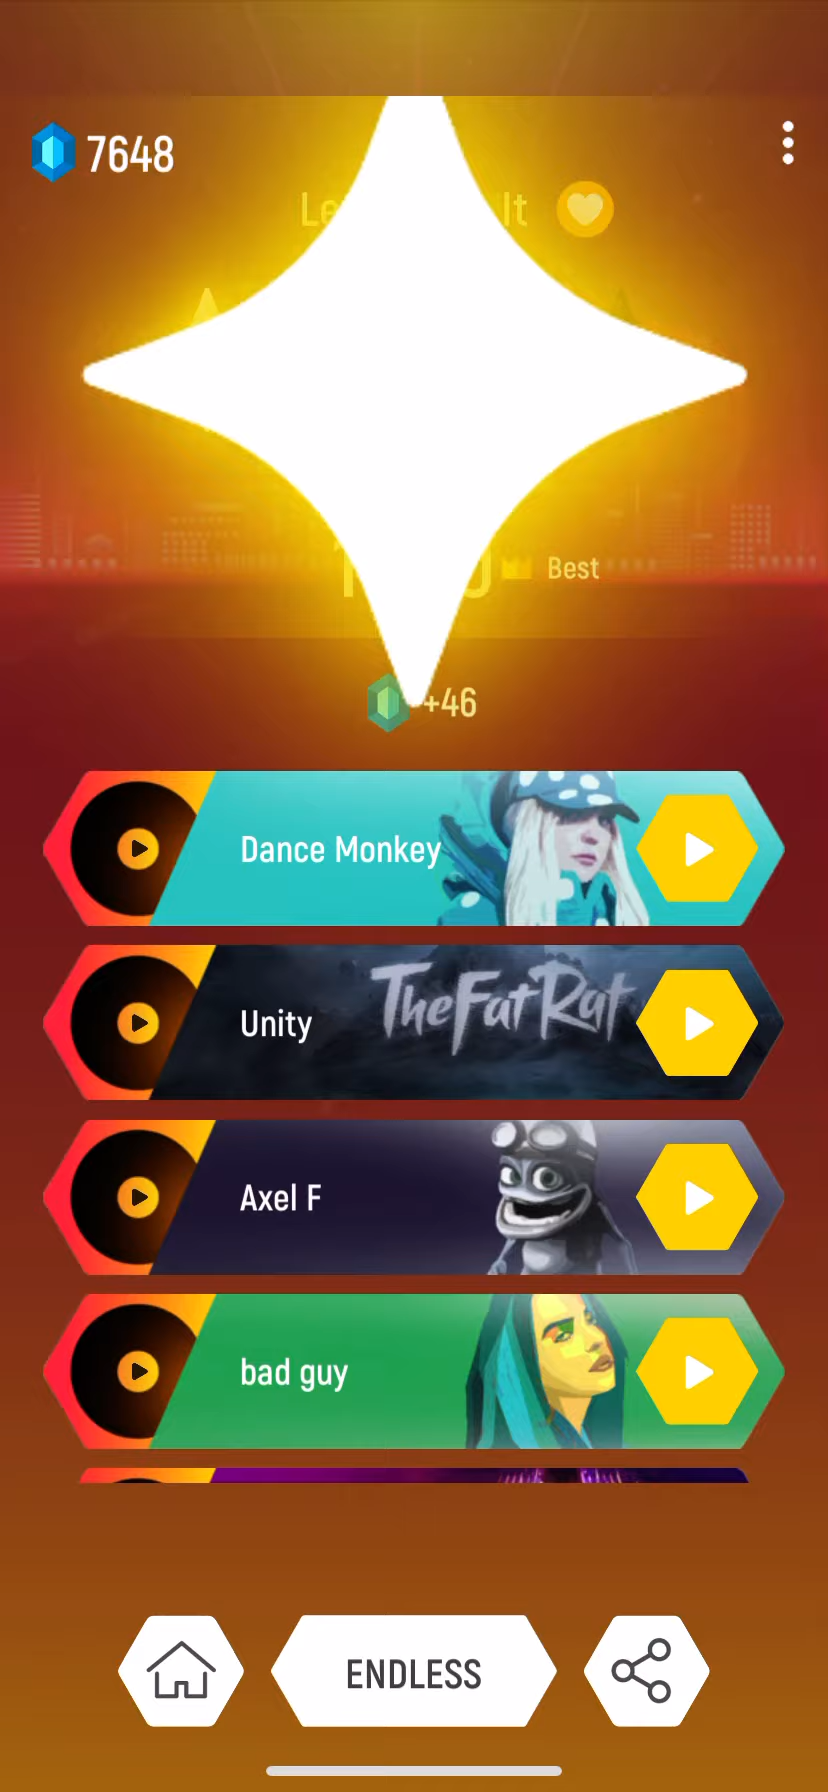 7648
Best
+46
Dance Monkey
Unity
TheFatRat
Axel F
bad guy
ENDLESS